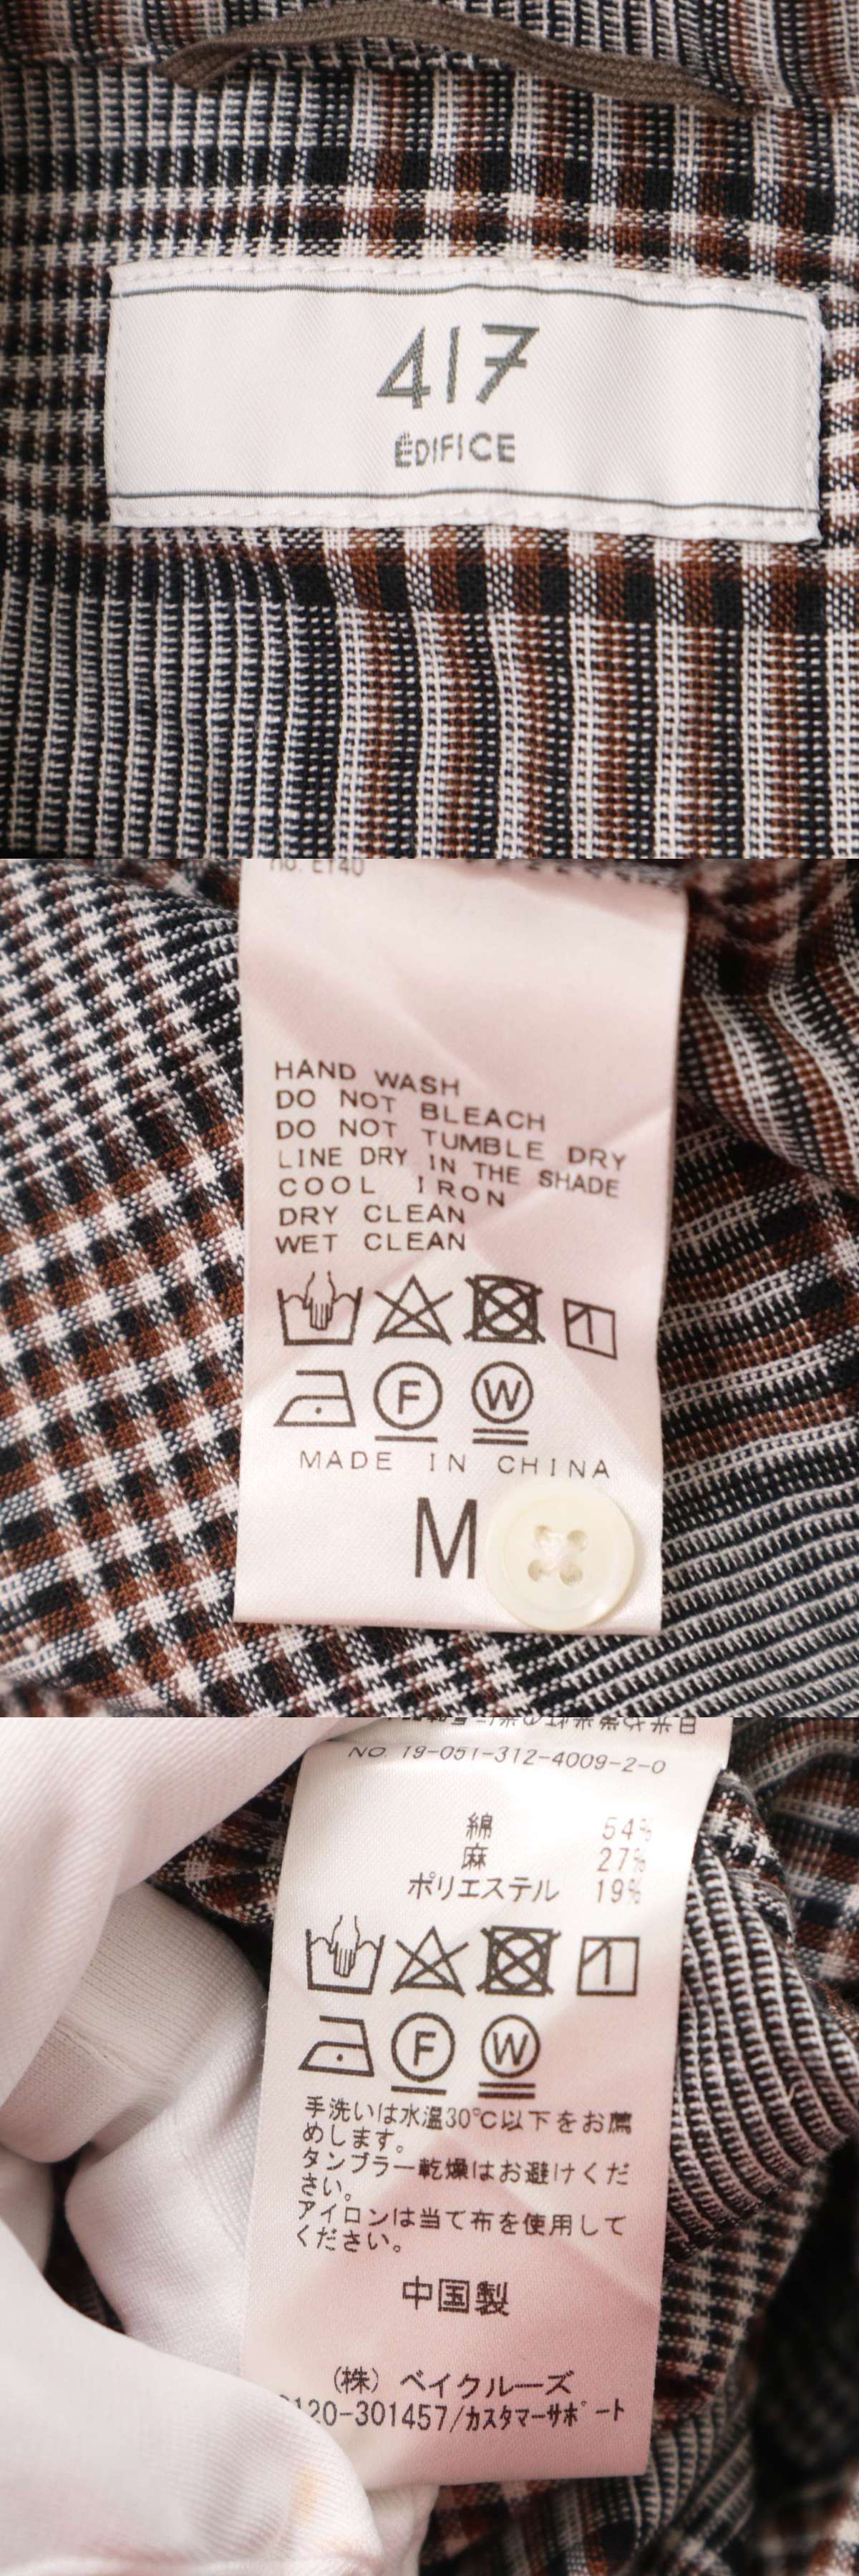 417
ÉDIFICE
HAND WASH
DO NOT BLEACH
DO NOT TUMBLE DRY
LINE DRY IN THE SHADE
COOL IRON
DRY CLEAN
WET CLEAN
F W
MADE IN CHINA
M
NO. 19-051-312-4009-2-0
綿 54%
麻 27%
ポリエステル 19%
F W
手洗いは水温30℃以下をお薦
めします。
タンブラー乾燥はお避けくだ
さい。
アイロンは当て布を使用して
ください。
中国製
(株) ベイクルーズ
0120-301457/カスタマーサポート